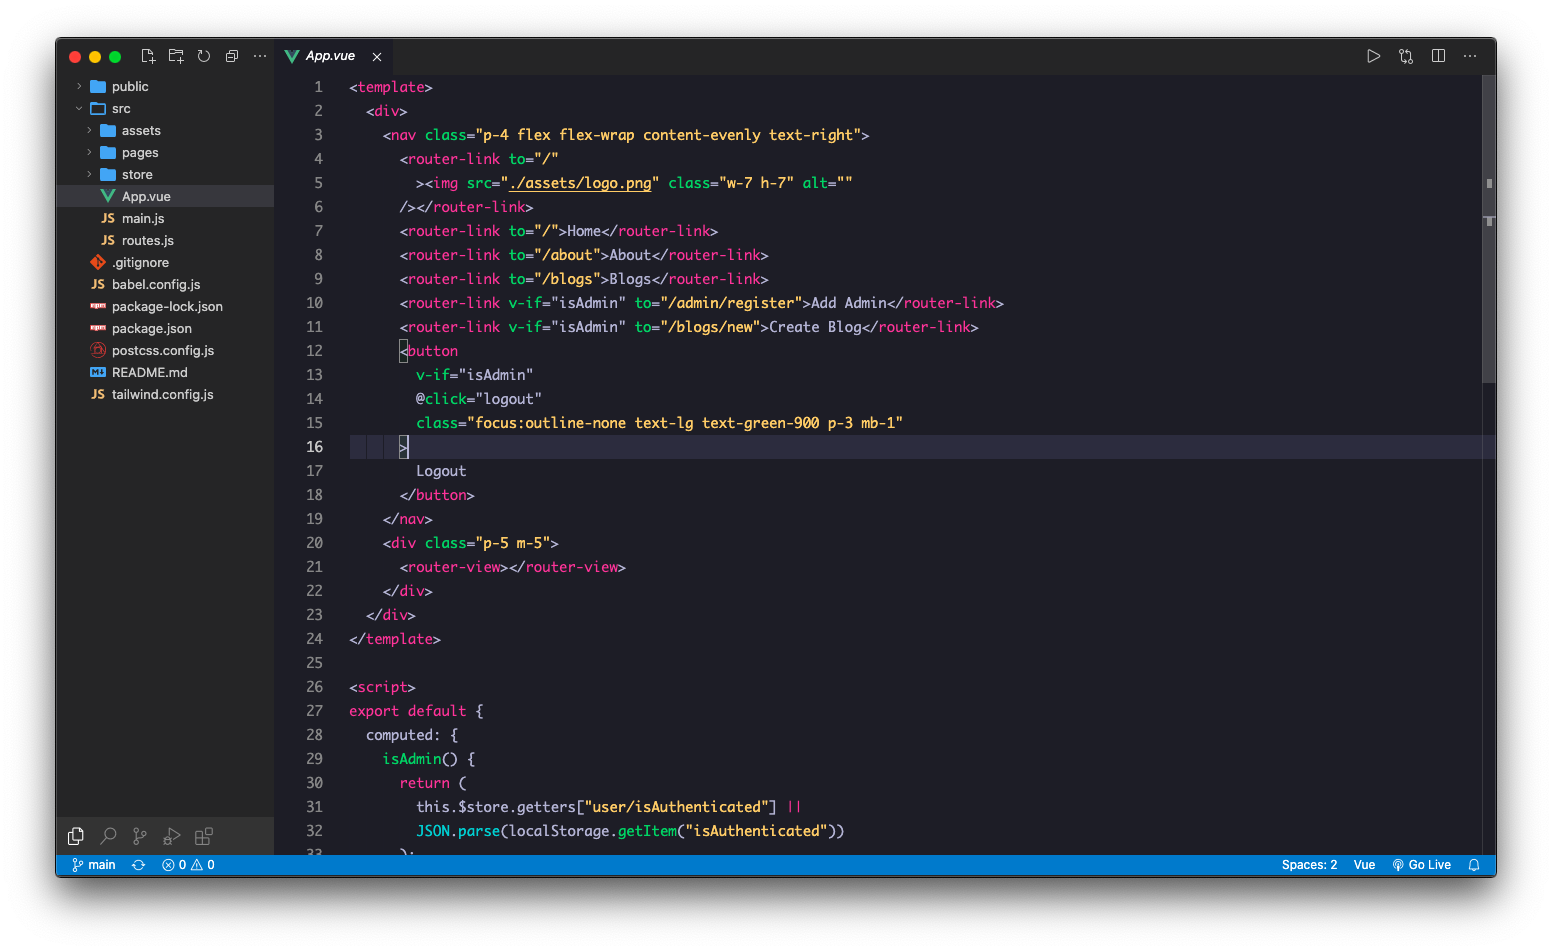 App.vue
public
src
assets
pages
store
App.vue
JS main.js
JS routes.js
.gitignore
JS babel.config.js
package-lock.json
package.json
postcss.config.js
README.md
JS tailwind.config.js
1 <template>
2 <div>
3 <nav class="p-4 flex flex-wrap content-evenly text-right">
4 <router-link to="/"
5 ><img src="./assets/logo.png" class="w-7 h-7" alt=""
6 /></router-link>
7 <router-link to="/">Home</router-link>
8 <router-link to="/about">About</router-link>
9 <router-link to="/blogs">Blogs</router-link>
10 <router-link v-if="isAdmin" to="/admin/register">Add Admin</router-link>
11 <router-link v-if="isAdmin" to="/blogs/new">Create Blog</router-link>
12 <button
13 v-if="isAdmin"
14 @click="logout"
15 class="focus:outline-none text-lg text-green-900 p-3 mb-1"
16 >
17 Logout
18 </button>
19 </nav>
20 <div class="p-5 m-5">
21 <router-view></router-view>
22 </div>
23 </div>
24 </template>
25
26 <script>
27 export default {
28 computed: {
29 isAdmin() {
30 return (
31 this.$store.getters["user/isAuthenticated"] ||
32 JSON.parse(localStorage.getItem("isAuthenticated"))
33 );
main 0 0 Spaces: 2 Vue Go Live